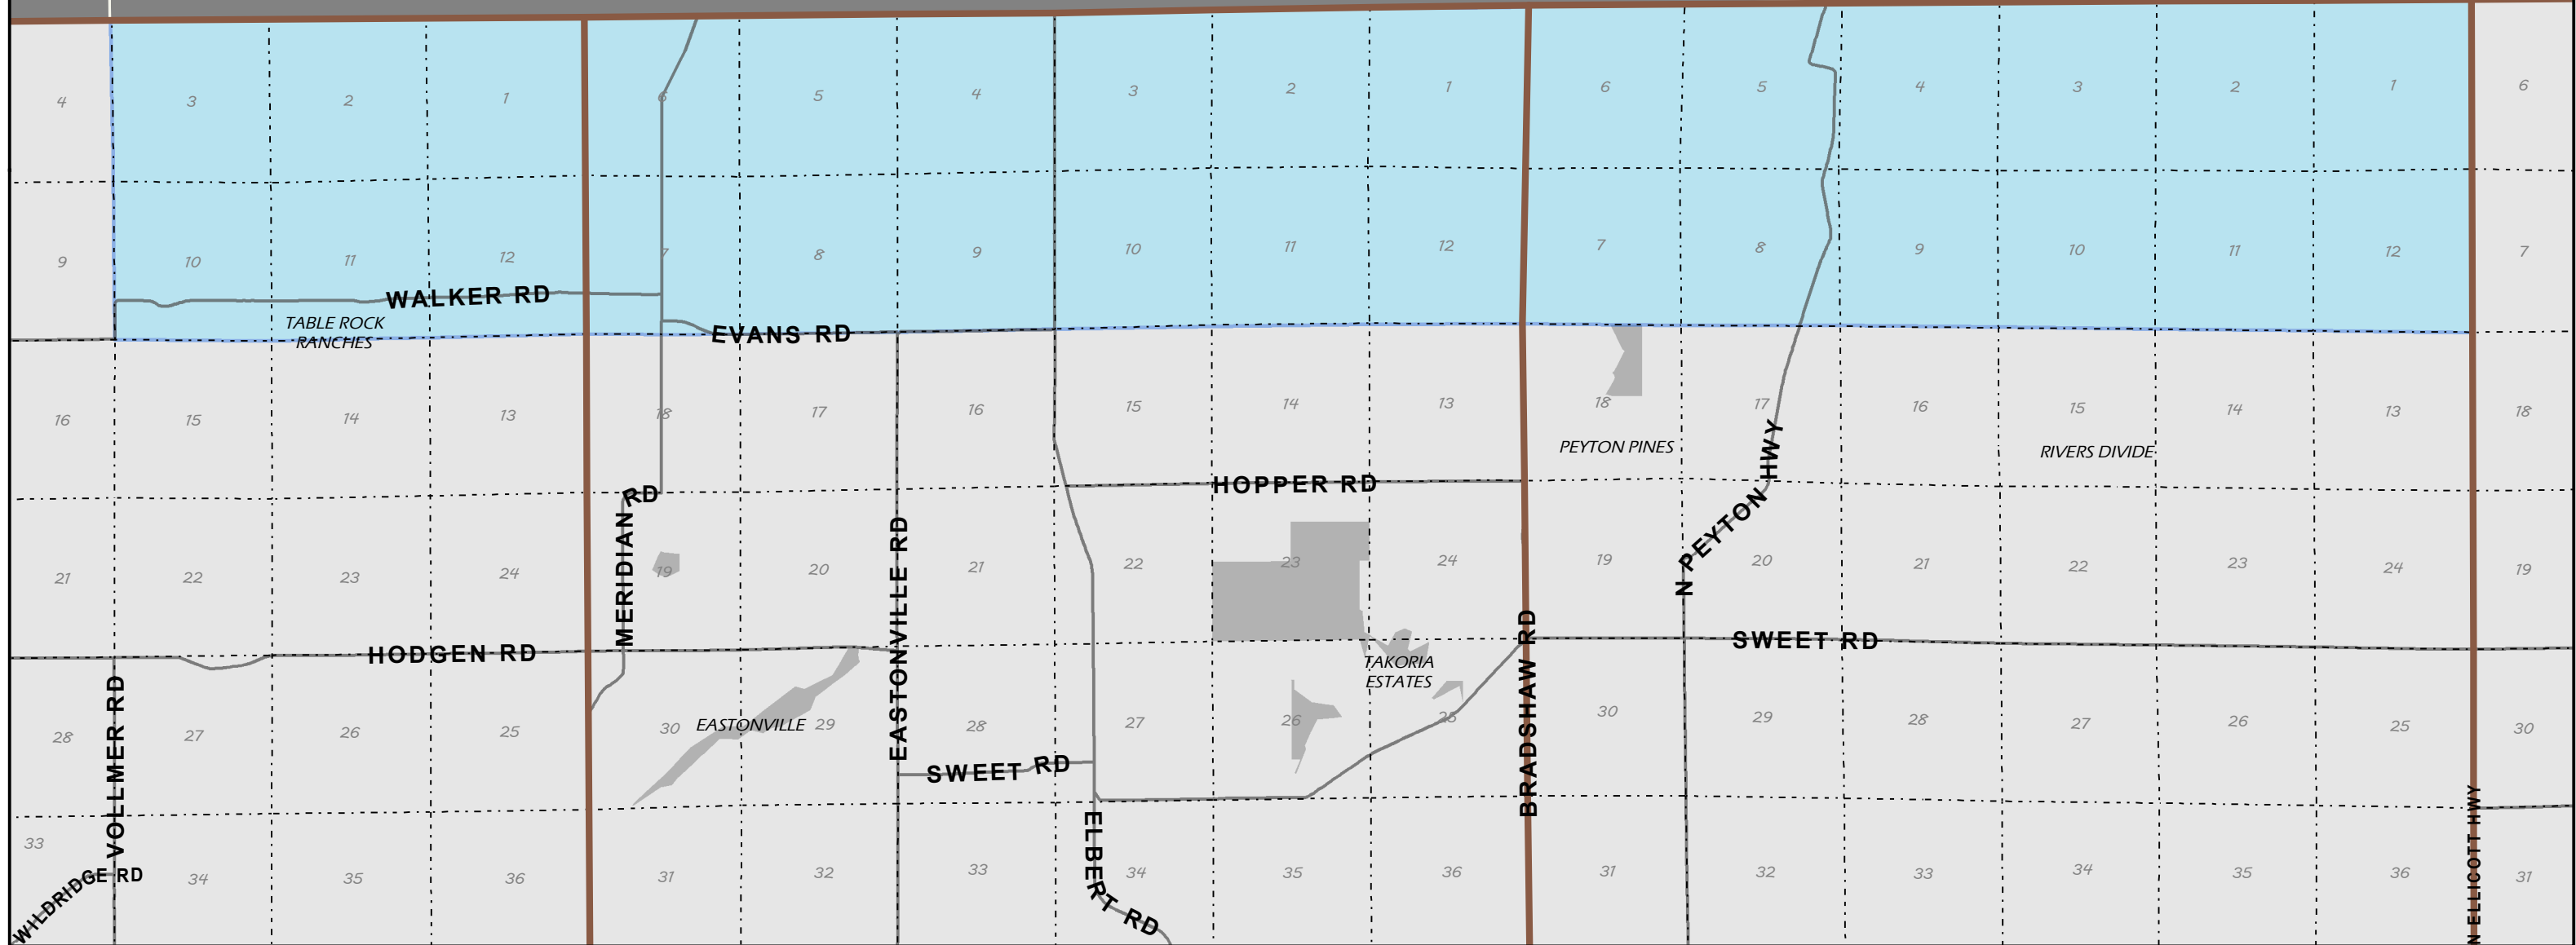 4 3 2 1 6 5 4 3 2 1 6 5 4 3 2 1 6
9 10 11 12 7 8 9 10 11 12 7 8 9 10 11 12 7
WALKER RD
TABLE ROCK
RANCHES
EVANS RD
16 15 14 13 18 17 16 15 14 13 18 17 16 15 14 13 18
PEYTON PINES
RIVERS DIVIDE
HOPPER RD
MERIDIAN RD
EASTONVILLE RD
N PEYTON HWY
21 22 23 24 19 20 21 22 23 24 19 20 21 22 23 24 19
HODGEN RD
SWEET RD
TAKORIA
ESTATES
VOLLMER RD
BRADSHAW RD
28 27 26 25 30 29 28 27 26 25 30 29 28 27 26 25 30
EASTONVILLE
SWEET RD
ELBERT RD
N ELLICOTT HWY
33 34 35 36 31 32 33 34 35 36 31 32 33 34 35 36 31
WILDRIDGE RD